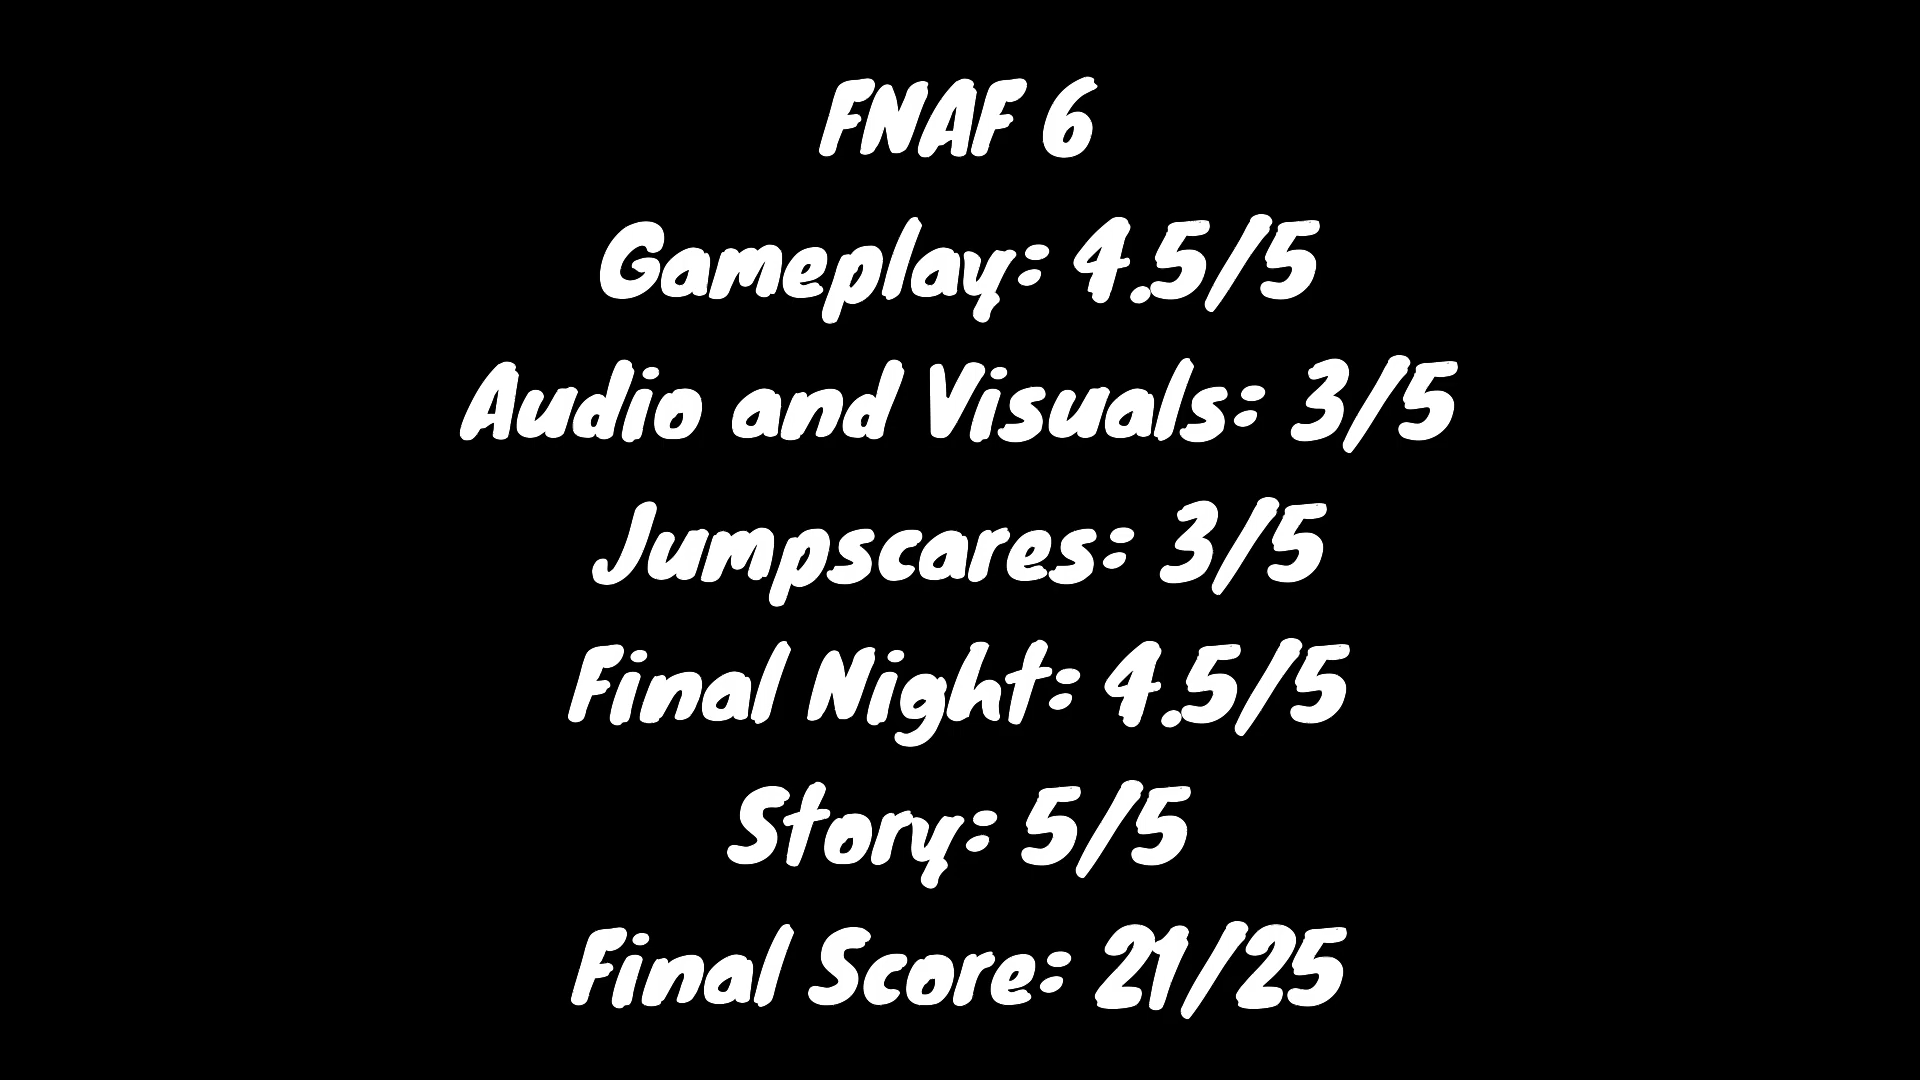 FNAF 6
Gameplay: 4.5/5
Audio and Visuals: 3/5
Jumpscares: 3/5
Final Night: 4.5/5
Story: 5/5
Final Score: 21/25